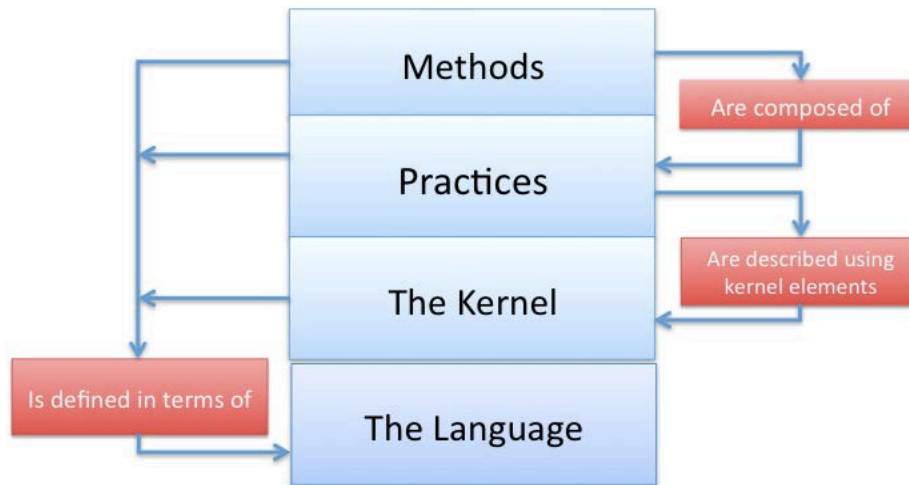 Methods
Are composed of
Practices
Are described using
kernel elements
The Kernel
Is defined in terms of
The Language